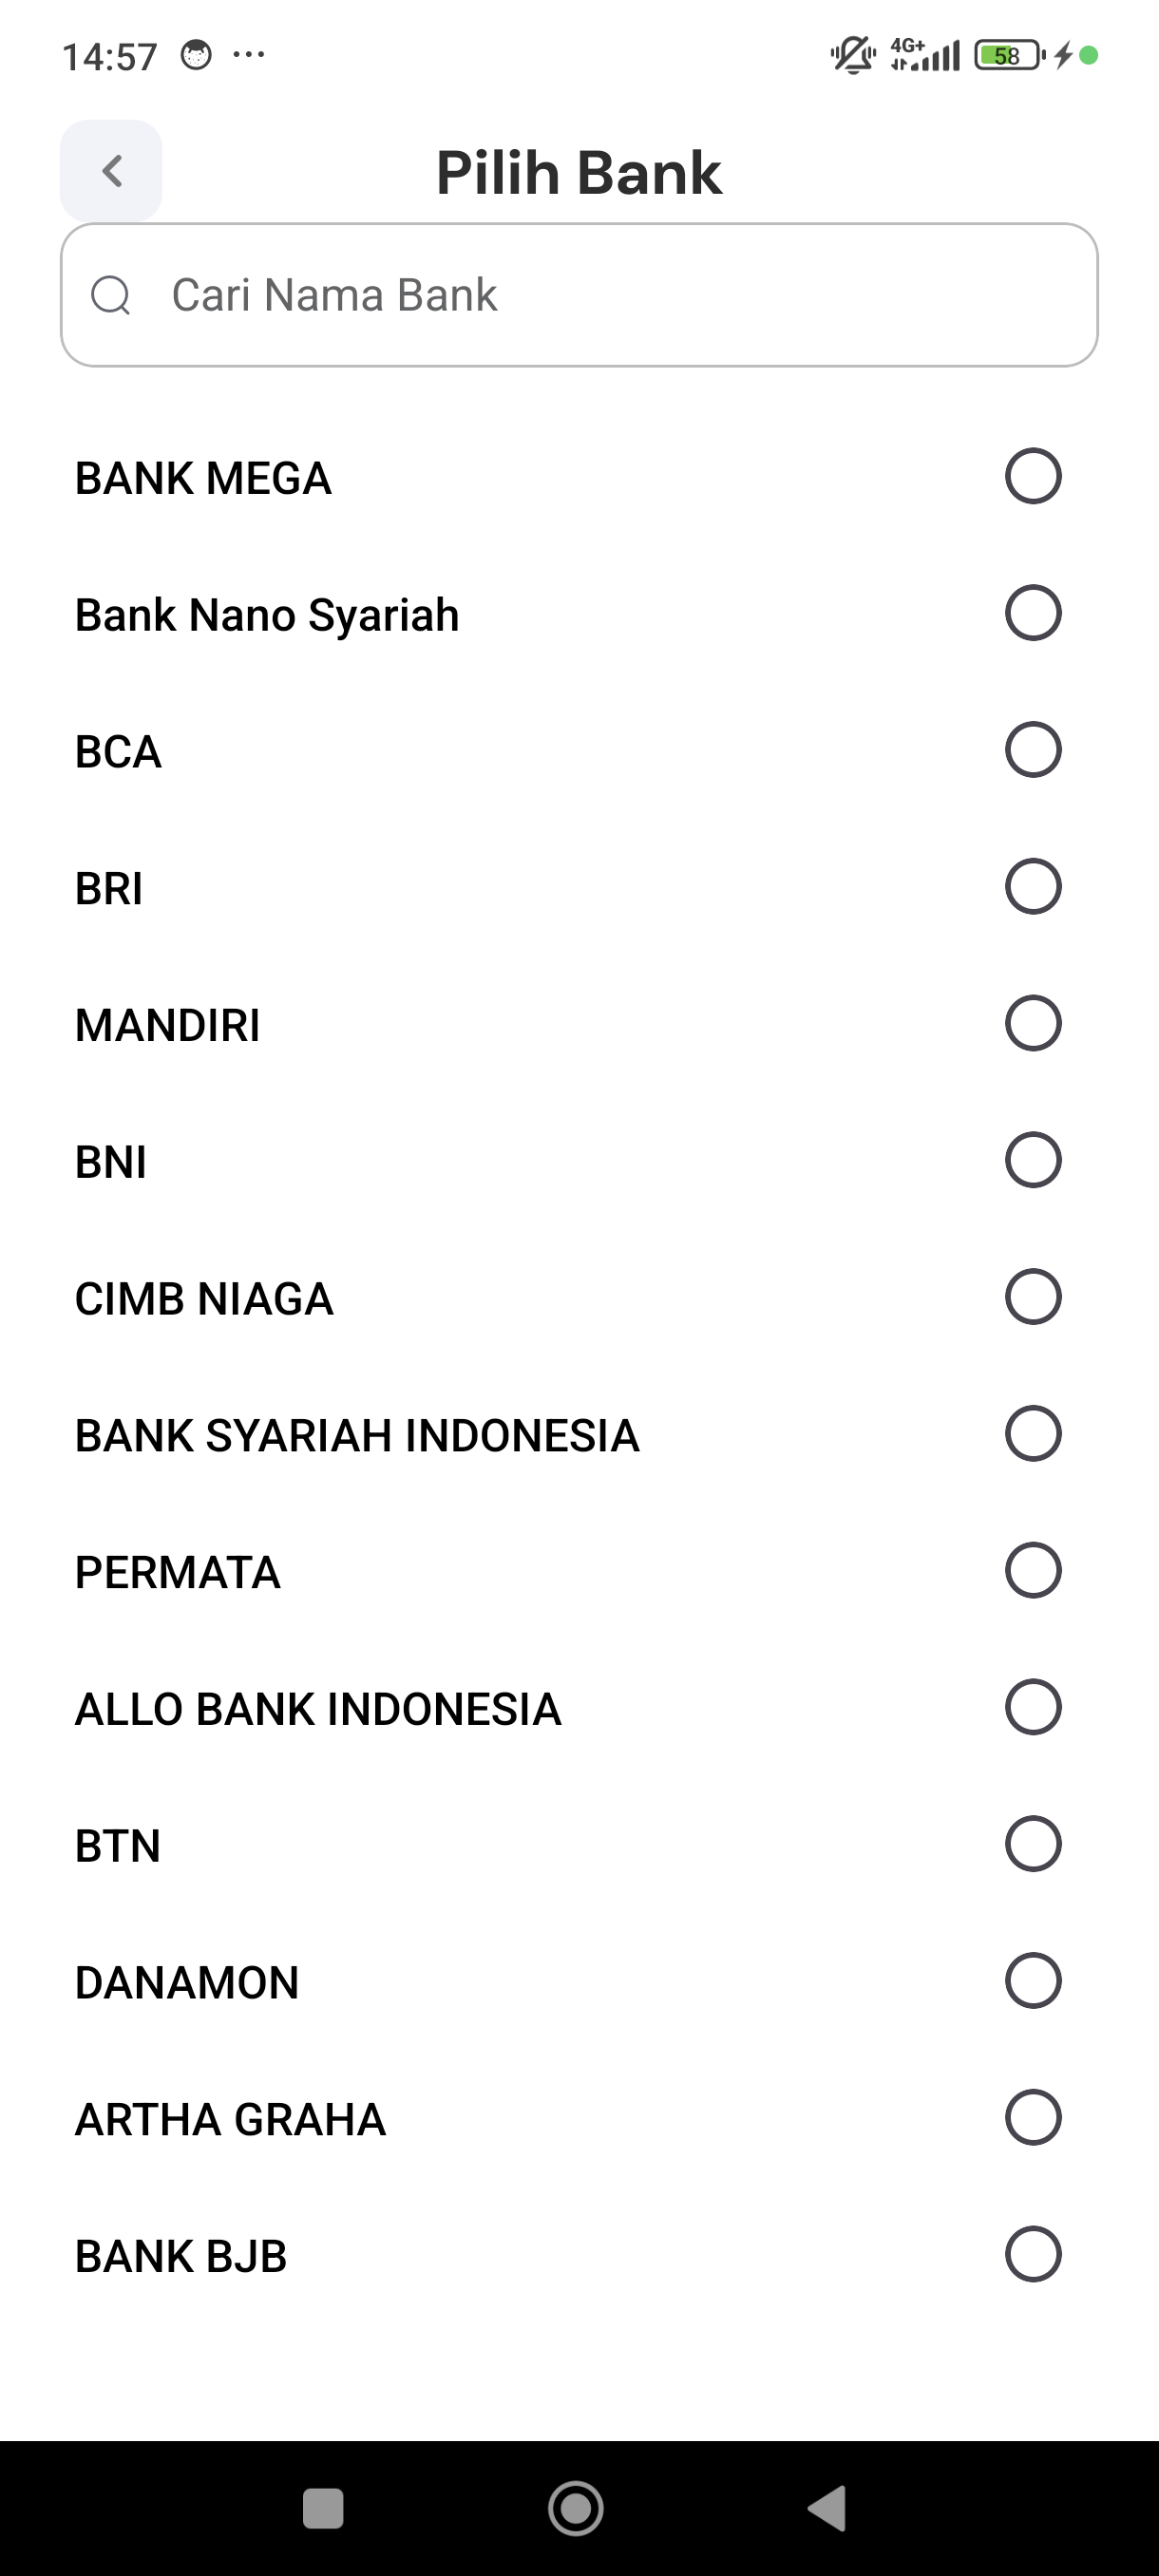 14:57
4G+
58
Pilih Bank
Cari Nama Bank
BANK MEGA
Bank Nano Syariah
BCA
BRI
MANDIRI
BNI
CIMB NIAGA
BANK SYARIAH INDONESIA
PERMATA
ALLO BANK INDONESIA
BTN
DANAMON
ARTHA GRAHA
BANK BJB